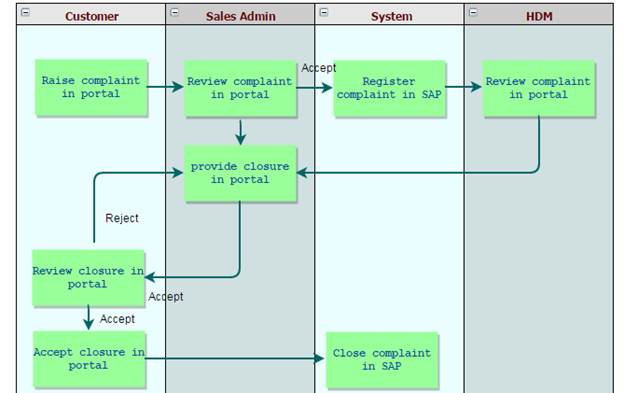 Customer
Sales Admin
System
HDM
Raise complaint
in portal
Review complaint
in portal
Accept
Register
complaint in SAP
Review complaint
in portal
provide closure
in portal
Reject
Review closure in
portal
Accept
Accept
Accept closure in
portal
Close complaint
in SAP